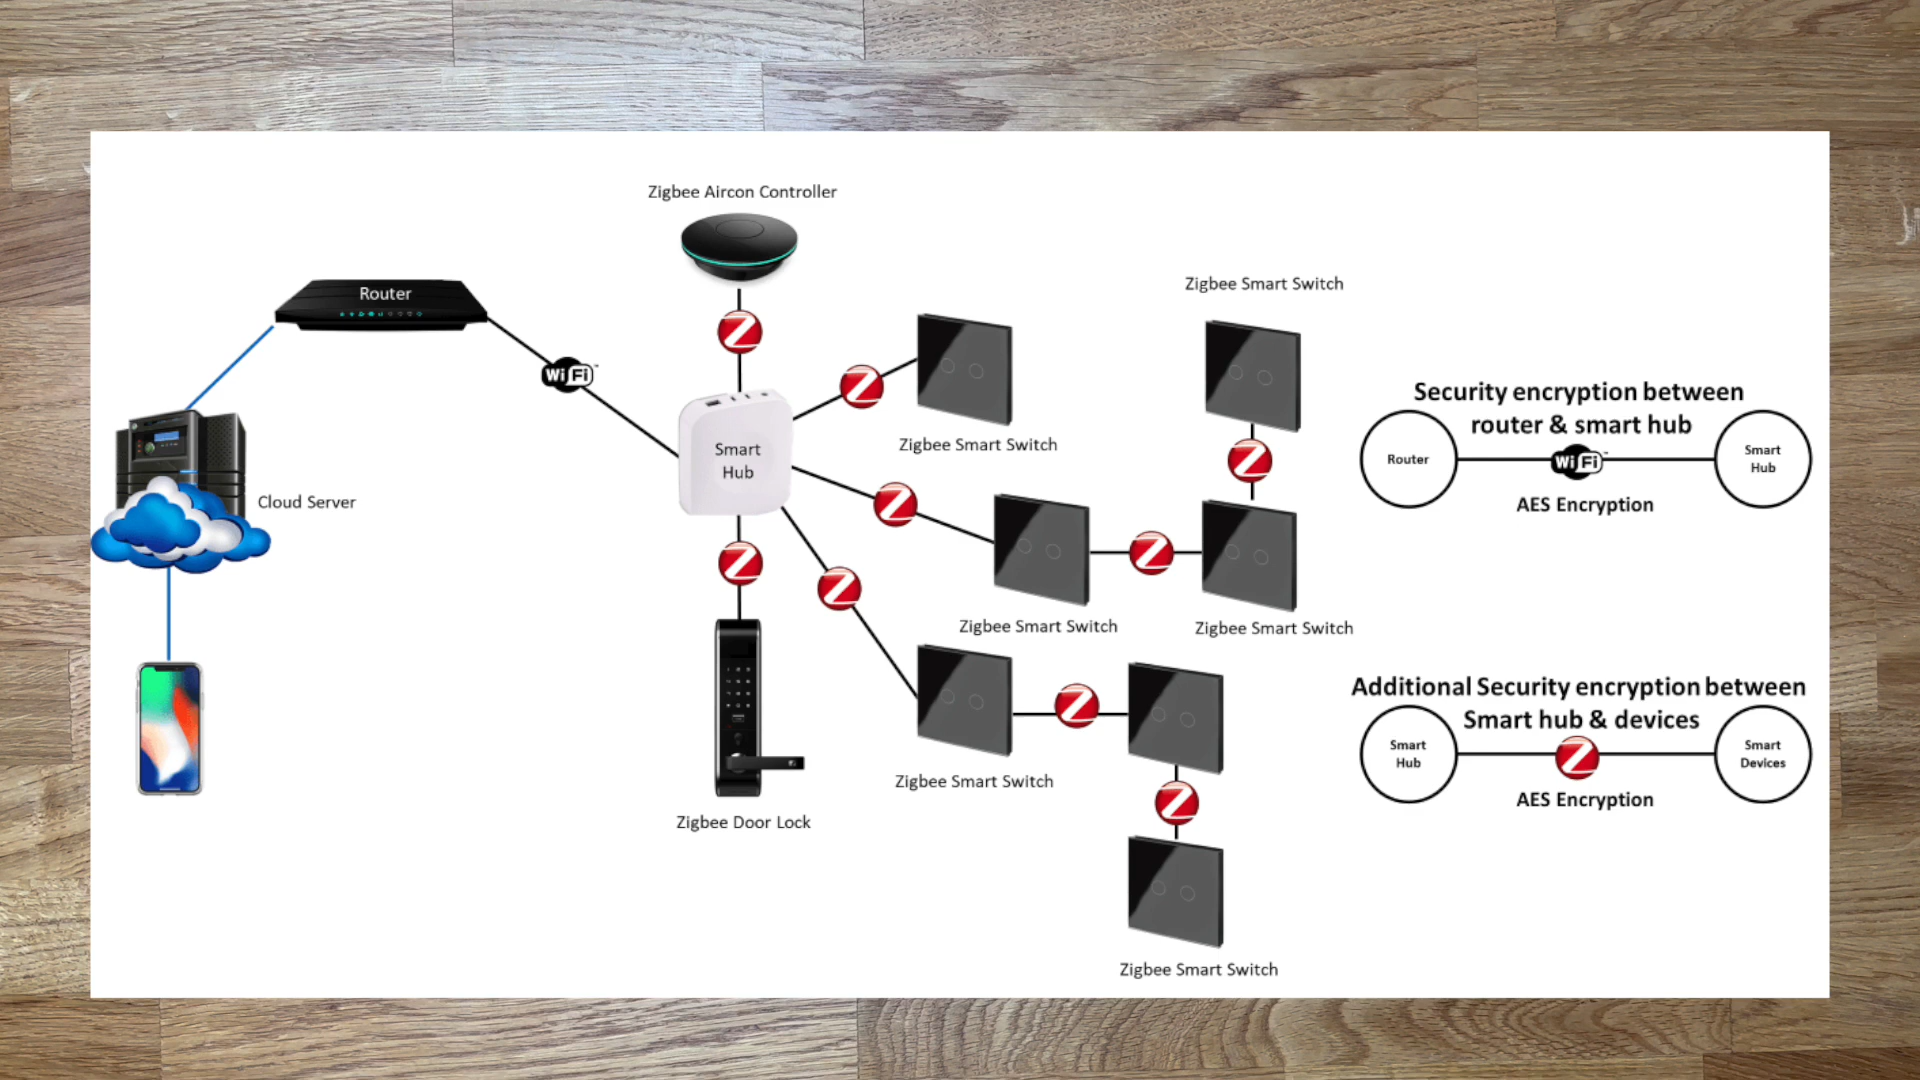 Zigbee Aircon Controller
Router
Zigbee Smart Switch
WiFi™
Z
Z
Security encryption between
router & smart hub
Zigbee Smart Switch
Smart
Hub
Z
Router
WiFi™
Smart
Hub
Cloud Server
Z
AES Encryption
Z
Z
Z
Zigbee Smart Switch
Zigbee Smart Switch
Additional Security encryption between
Smart hub & devices
Z
Smart
Hub
Z
Smart
Devices
Zigbee Smart Switch
AES Encryption
Z
Zigbee Door Lock
Zigbee Smart Switch